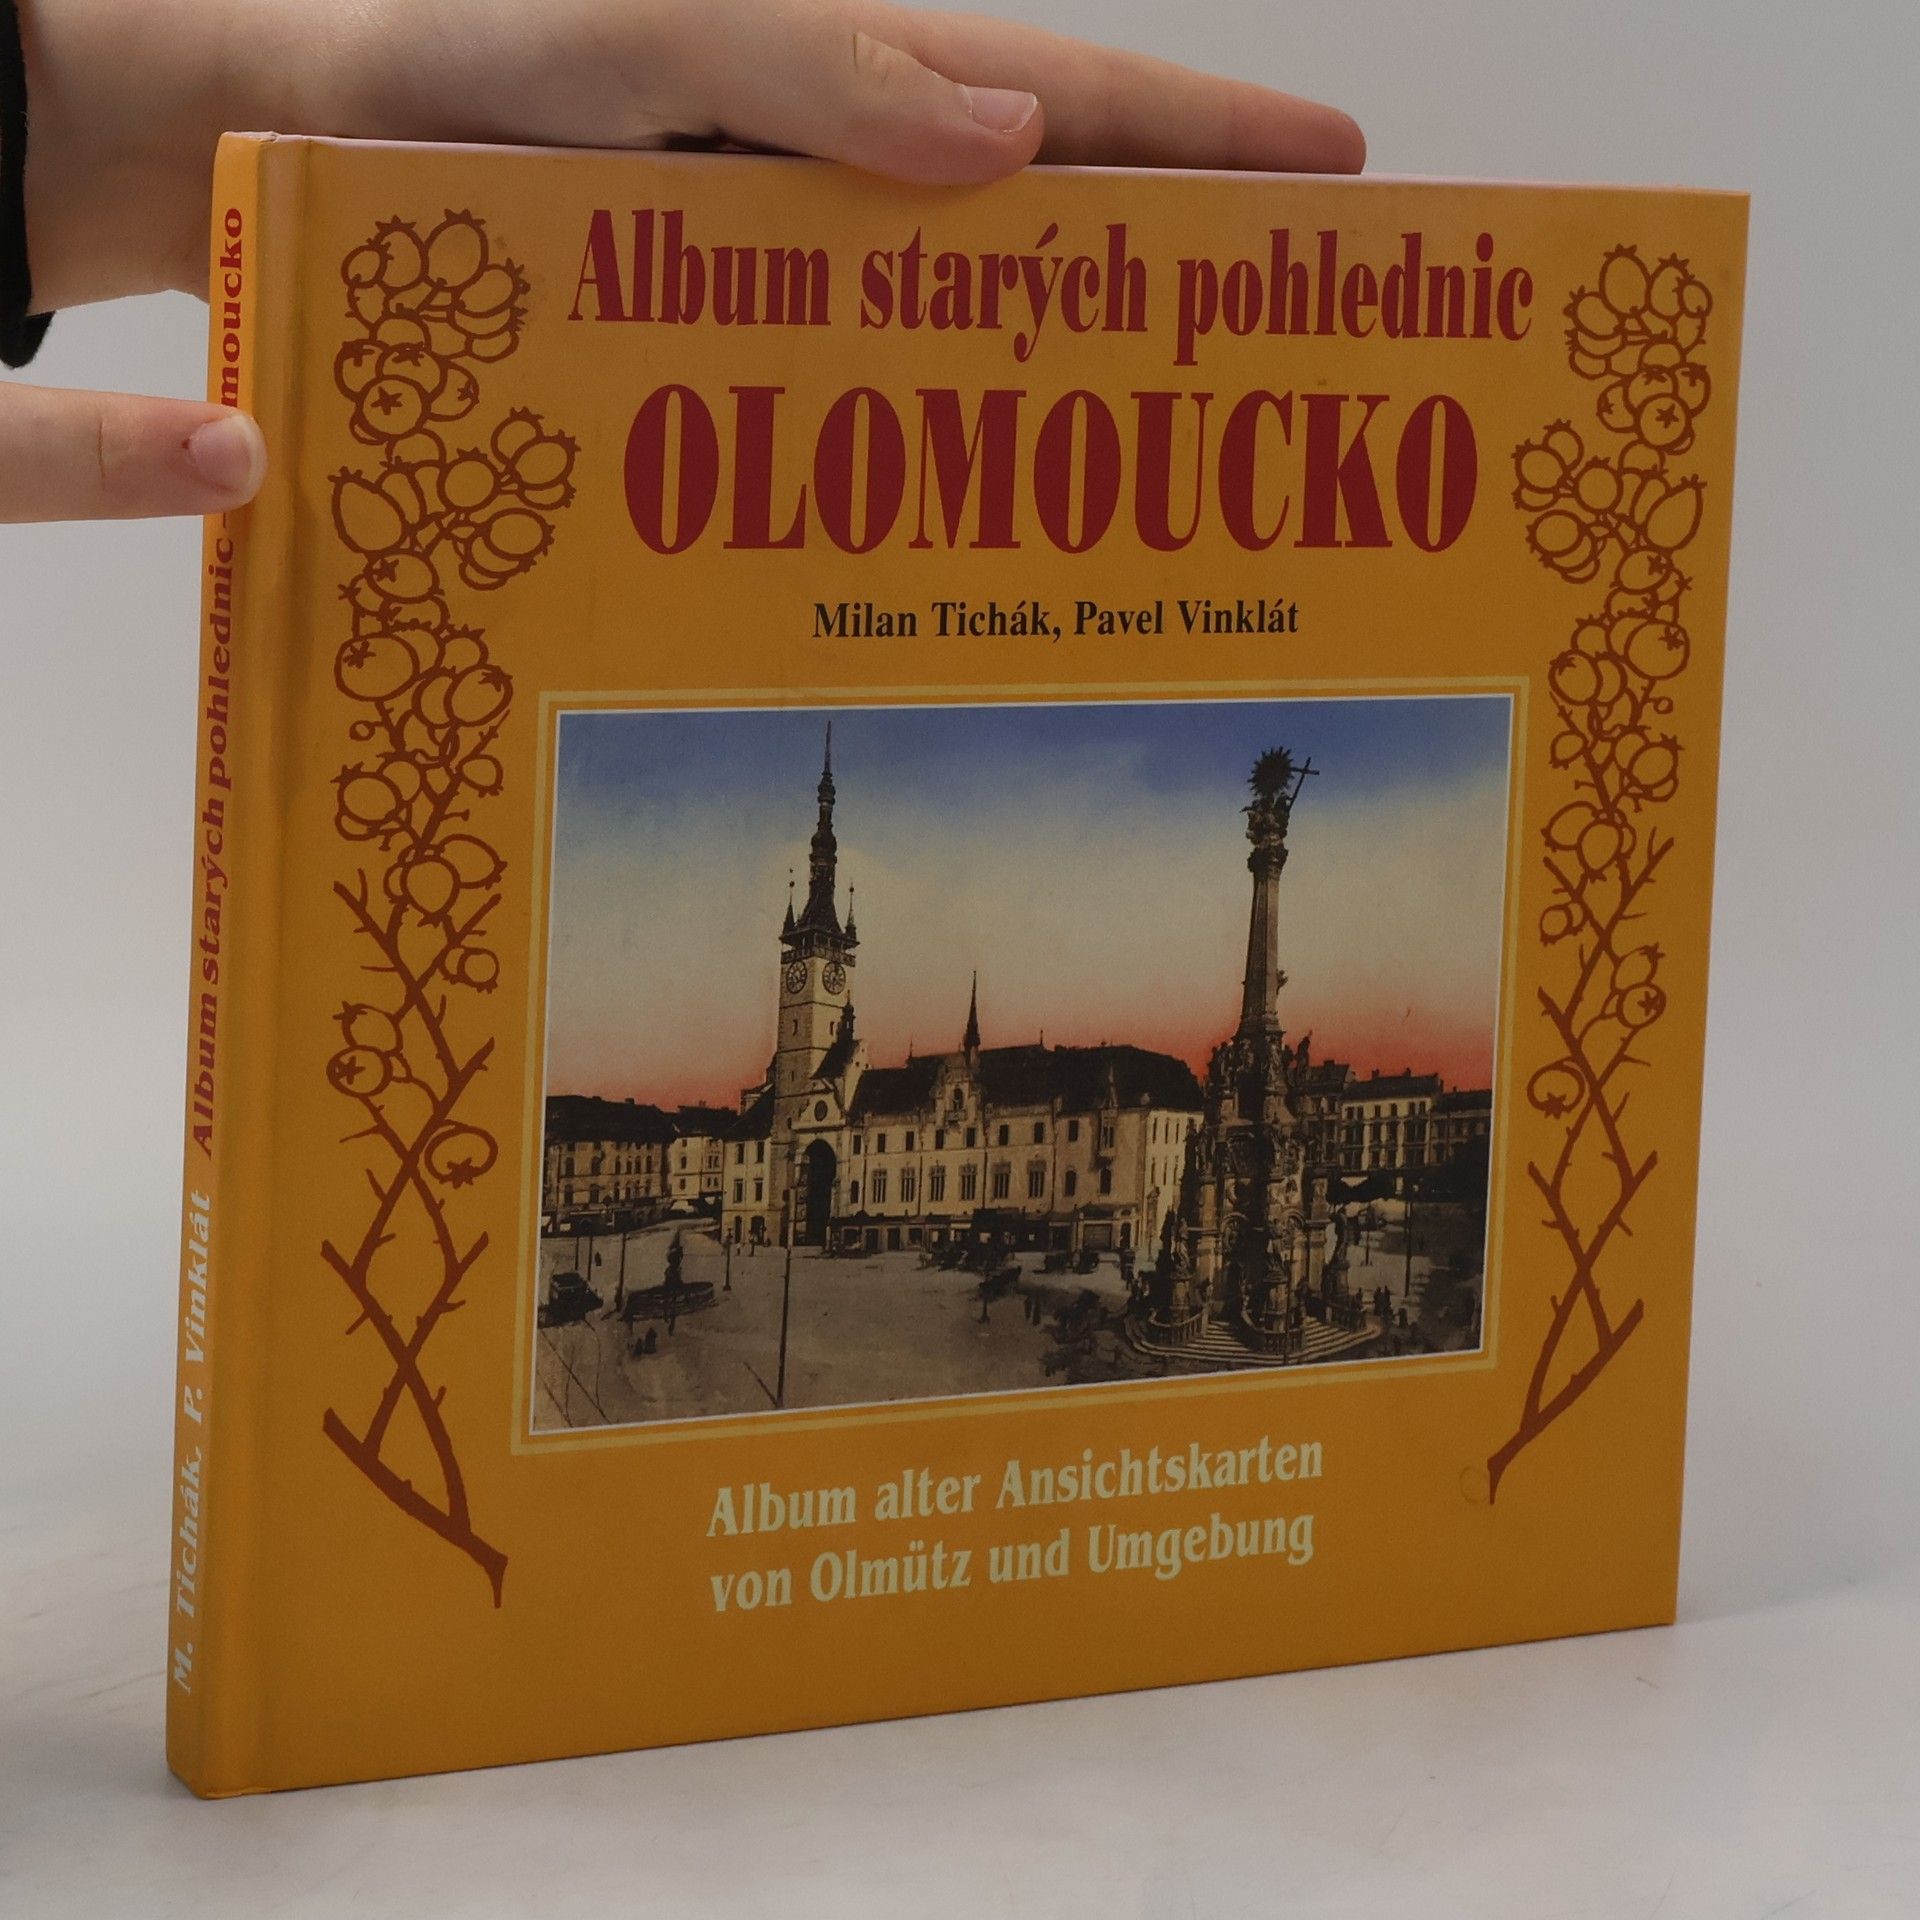 Album starých pohlednic
OLOMOUCKO
Milan Tichák, Pavel Vinklát
Album alter Ansichtskarten
von Olmütz und Umgebung
M. Tichák, P. Vinklát Album starých pohlednic - moucko